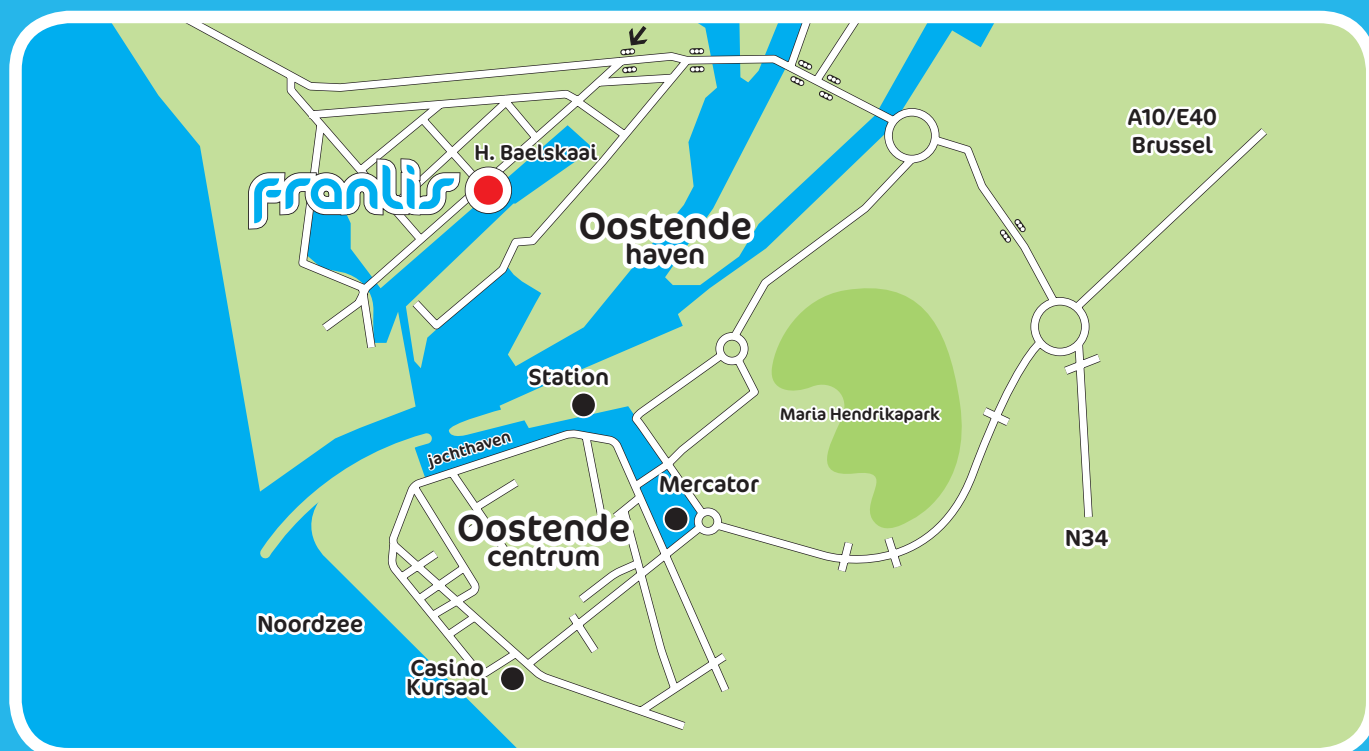 A10/E40
Brussel
H. Baelskaai
franlis
Oostende
haven
Station
Maria Hendrikapark
jachthaven
Mercator
Oostende
centrum
N34
Noordzee
Casino
Kursaal